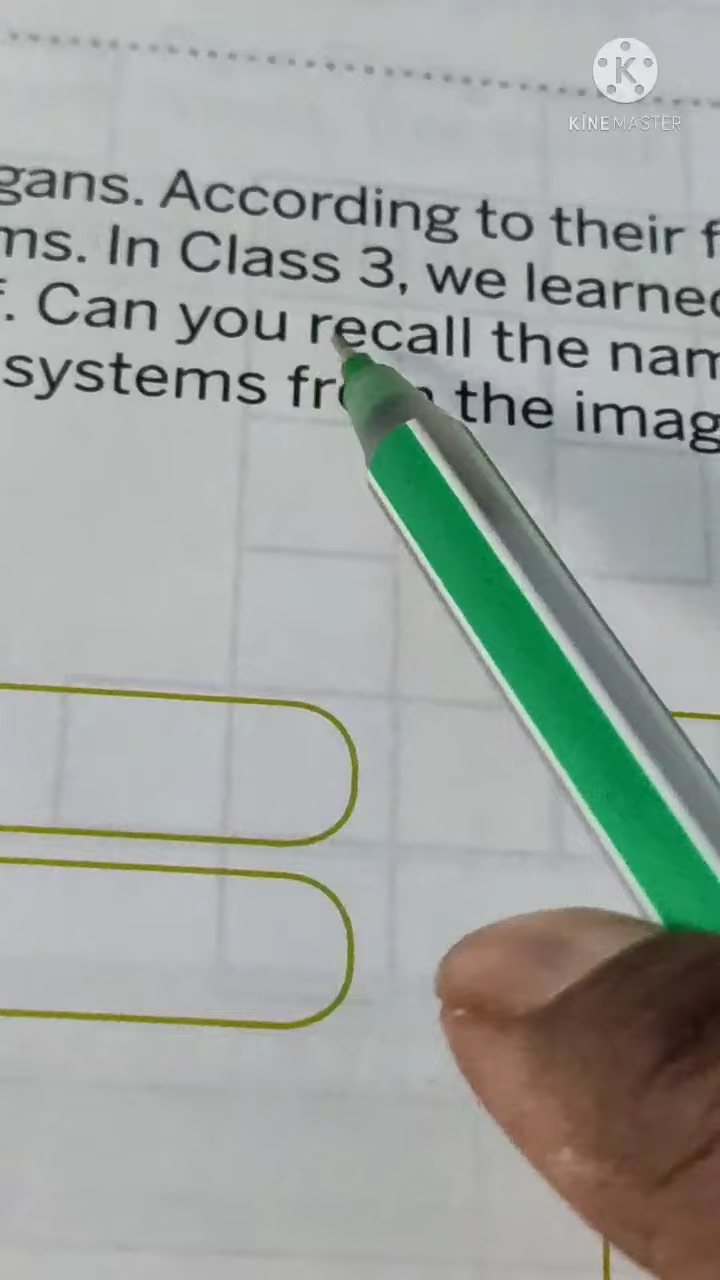 KINEMASTER
gans. According to their f
ms. In Class 3, we learned
. Can you recall the nam
systems from the imag